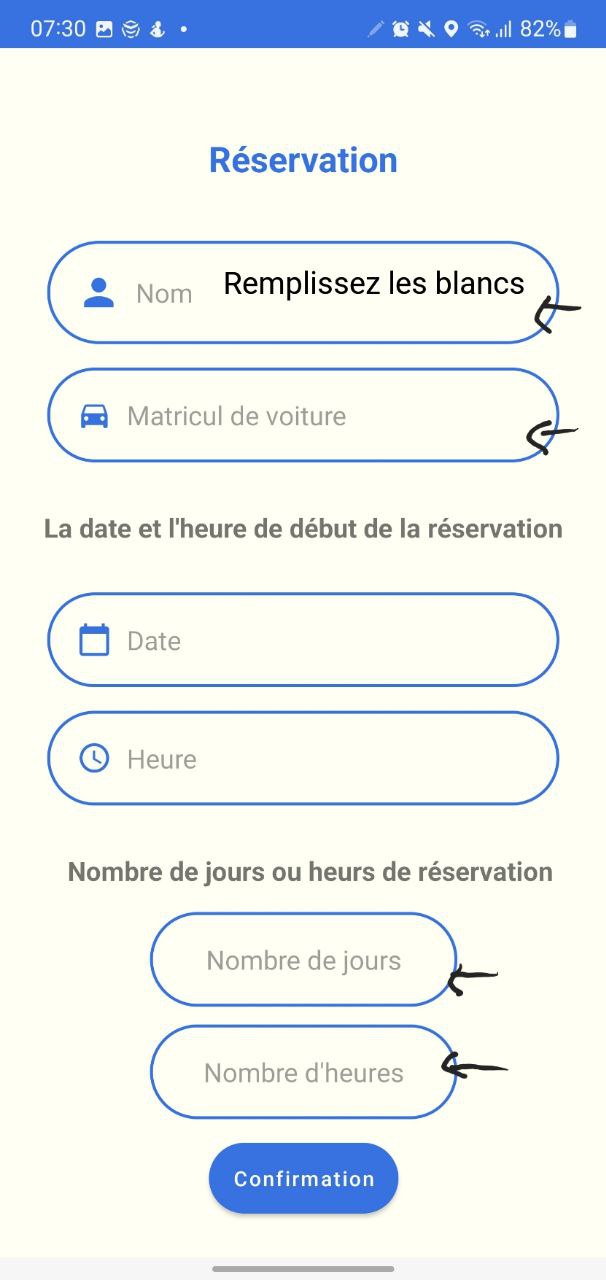 07:30 82%
Réservation
Nom Remplissez les blancs
Matricul de voiture
La date et l'heure de début de la réservation
Date
Heure
Nombre de jours ou heurs de réservation
Nombre de jours
Nombre d'heures
Confirmation